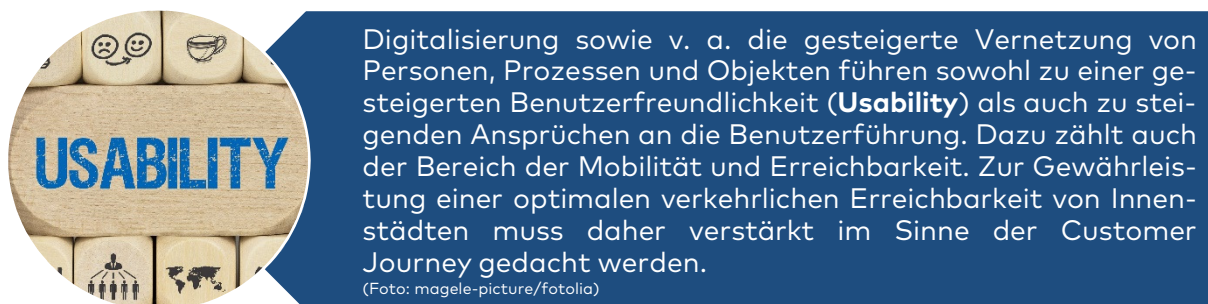 USABILITY
Digitalisierung sowie v. a. die gesteigerte Vernetzung von
Personen, Prozessen und Objekten führen sowohl zu einer ge-
steigerten Benutzerfreundlichkeit (Usability) als auch zu stei-
genden Ansprüchen an die Benutzerführung. Dazu zählt auch
der Bereich der Mobilität und Erreichbarkeit. Zur Gewährleis-
tung einer optimalen verkehrlichen Erreichbarkeit von Innen-
städten muss daher verstärkt im Sinne der Customer
Journey gedacht werden.
(Foto: magele-picture/fotolia)